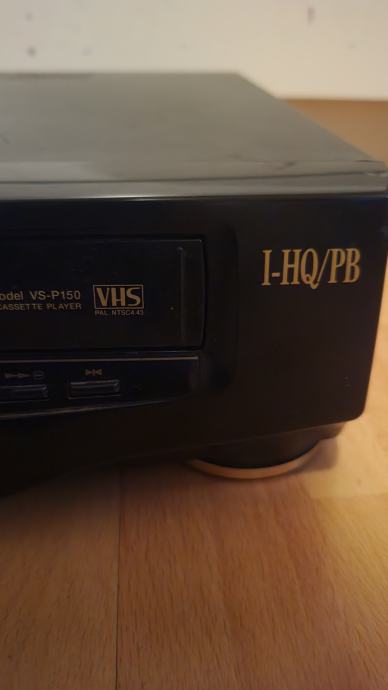 odel VS-P150
CASSETTE PLAYER
VHS
PAL NTSC4.43
I-HQ/PB